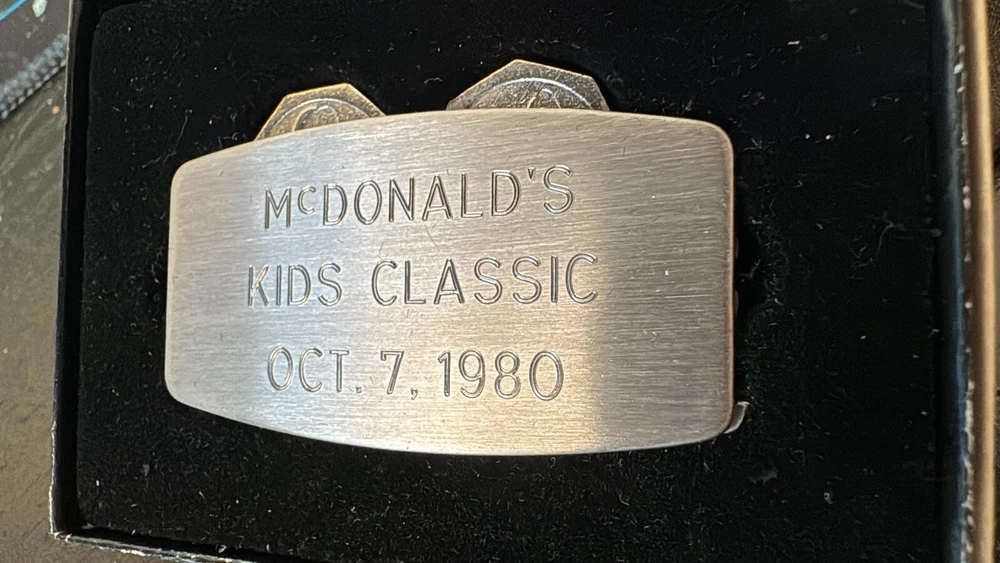 McDONALD'S
KIDS CLASSIC
OCT. 7, 1980